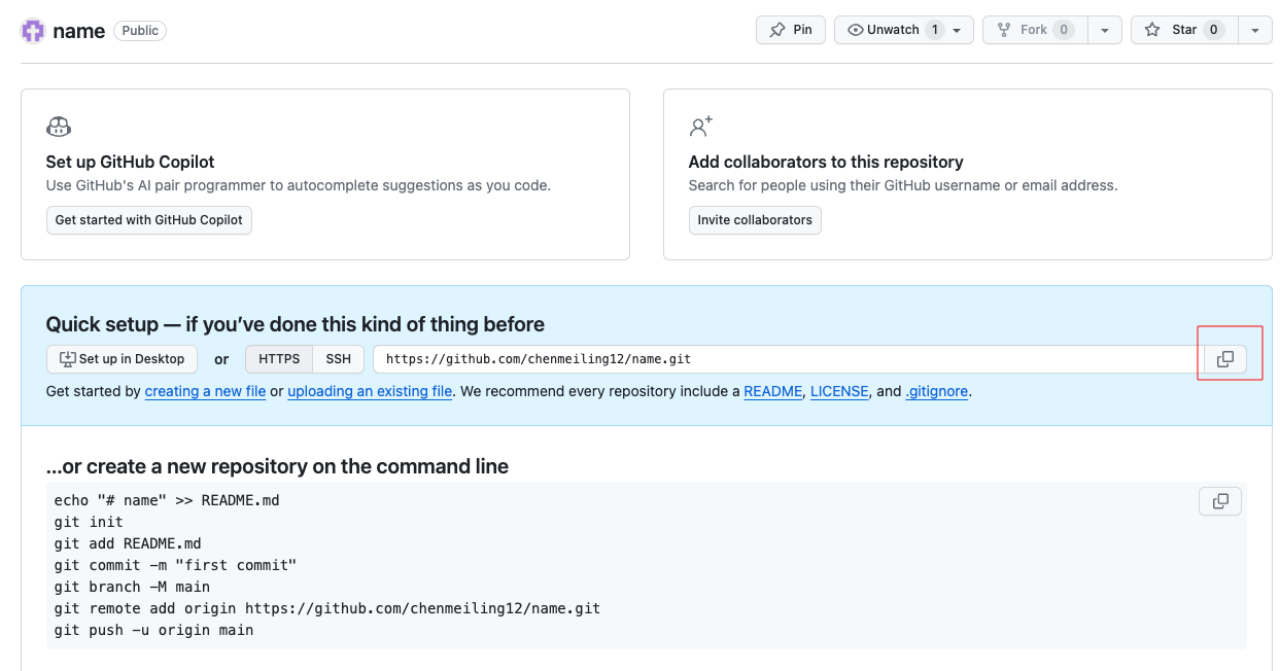 name Public Pin Unwatch 1 Fork 0 Star 0
Set up GitHub Copilot
Use GitHub's AI pair programmer to autocomplete suggestions as you code.
Get started with GitHub Copilot
Add collaborators to this repository
Search for people using their GitHub username or email address.
Invite collaborators
Quick setup — if you’ve done this kind of thing before
Set up in Desktop or HTTPS SSH https://github.com/chenmeiling12/name.git
Get started by creating a new file or uploading an existing file. We recommend every repository include a README, LICENSE, and .gitignore.
…or create a new repository on the command line
echo "# name" >> README.md
git init
git add README.md
git commit -m "first commit"
git branch -M main
git remote add origin https://github.com/chenmeiling12/name.git
git push -u origin main